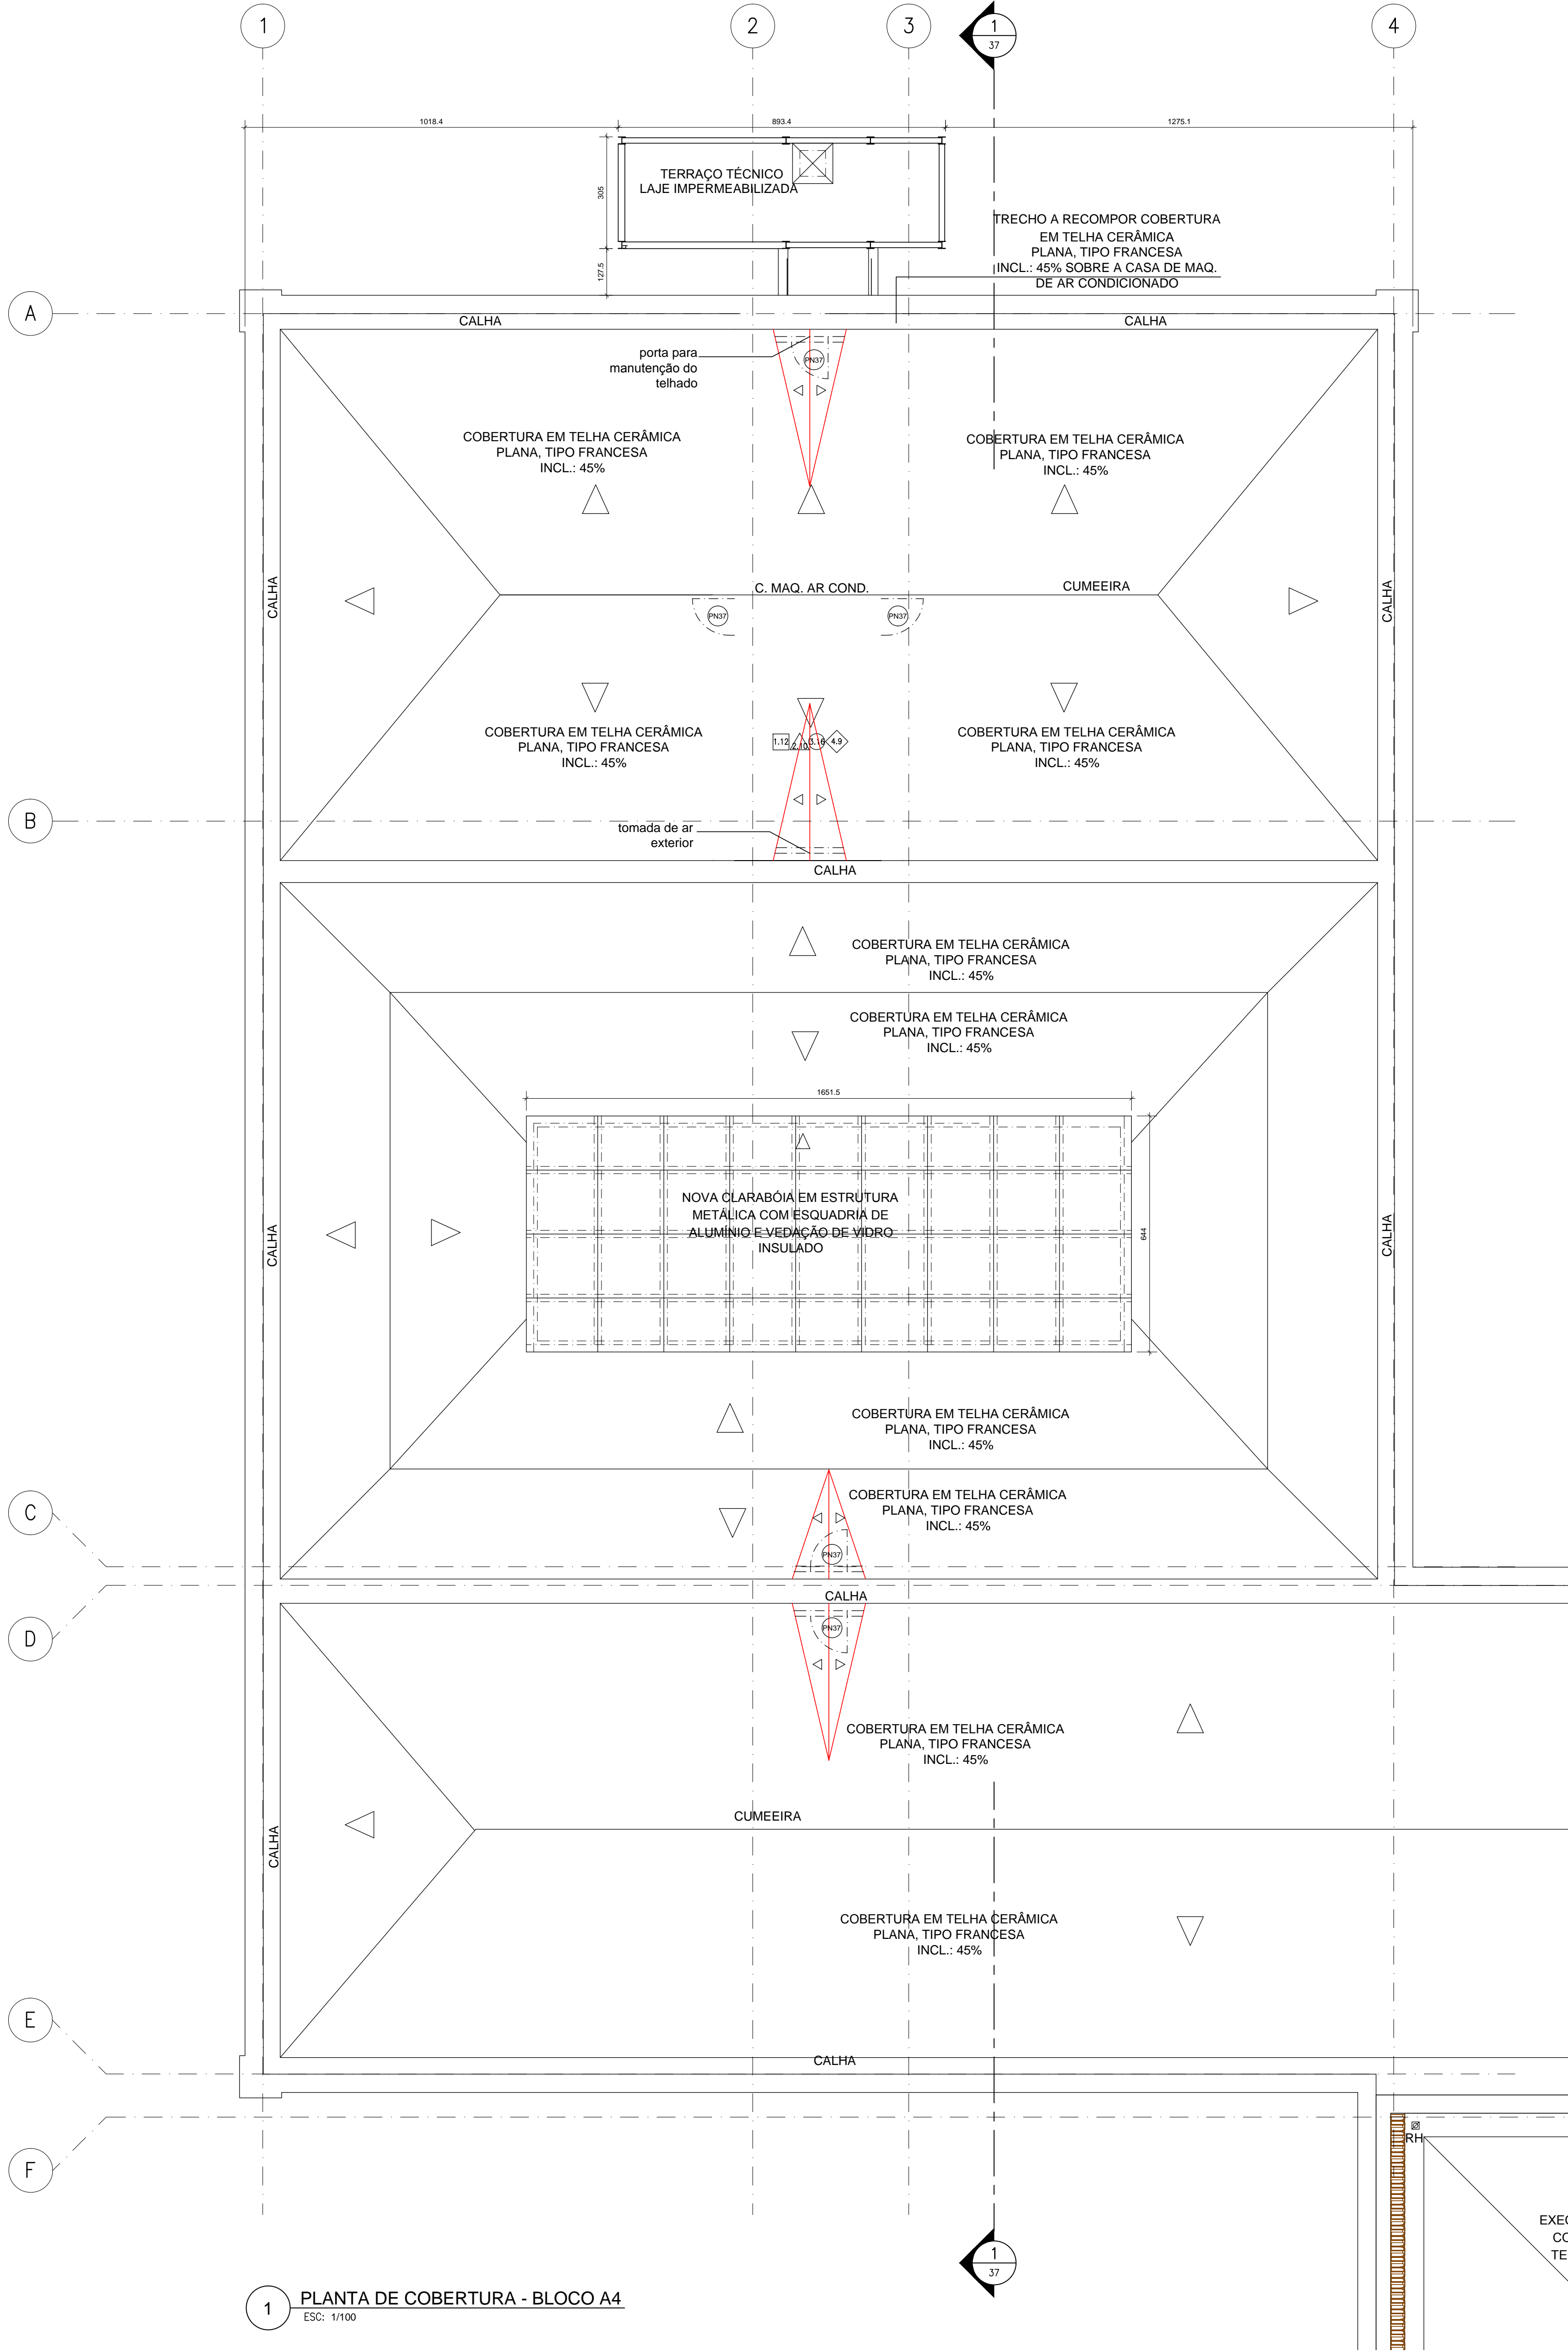 1
2
3
1
37
4
1018.4
893.4
1275.1
305
127.5
TERRAÇO TÉCNICO
LAJE IMPERMEABILIZADA
TRECHO A RECOMPOR COBERTURA
EM TELHA CERÂMICA
PLANA, TIPO FRANCESA
INCL.: 45% SOBRE A CASA DE MAQ.
DE AR CONDICIONADO
A
CALHA
CALHA
porta para
manutenção do
telhado
PN37
COBERTURA EM TELHA CERÂMICA
PLANA, TIPO FRANCESA
INCL.: 45%
COBERTURA EM TELHA CERÂMICA
PLANA, TIPO FRANCESA
INCL.: 45%
CALHA
C. MAQ. AR COND.
CUMEEIRA
CALHA
PN37
PN37
COBERTURA EM TELHA CERÂMICA
PLANA, TIPO FRANCESA
INCL.: 45%
1.12
2.10
3.16
4.9
COBERTURA EM TELHA CERÂMICA
PLANA, TIPO FRANCESA
INCL.: 45%
B
tomada de ar
exterior
CALHA
COBERTURA EM TELHA CERÂMICA
PLANA, TIPO FRANCESA
INCL.: 45%
COBERTURA EM TELHA CERÂMICA
PLANA, TIPO FRANCESA
INCL.: 45%
1651.5
644
NOVA CLARABÓIA EM ESTRUTURA
METÁLICA COM ESQUADRIA DE
ALUMÍNIO E VEDAÇÃO DE VIDRO
INSULADO
CALHA
CALHA
COBERTURA EM TELHA CERÂMICA
PLANA, TIPO FRANCESA
INCL.: 45%
COBERTURA EM TELHA CERÂMICA
PLANA, TIPO FRANCESA
INCL.: 45%
C
PN37
CALHA
D
PN37
COBERTURA EM TELHA CERÂMICA
PLANA, TIPO FRANCESA
INCL.: 45%
CUMEEIRA
CALHA
COBERTURA EM TELHA CERÂMICA
PLANA, TIPO FRANCESA
INCL.: 45%
E
CALHA
F
RH
CO
TE
1
37
1
PLANTA DE COBERTURA - BLOCO A4
ESC: 1/100